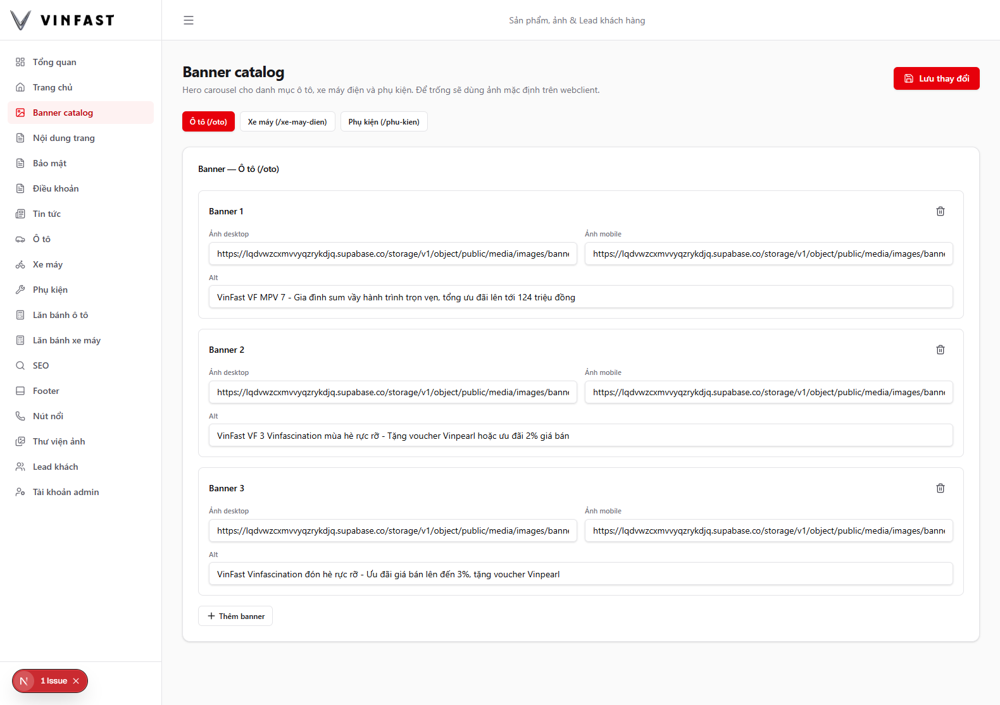 VINFAST
Sản phẩm, ảnh & Lead khách hàng
Tổng quan
Trang chủ
Banner catalog
Nội dung trang
Bảo mật
Điều khoản
Tin tức
Ô tô
Xe máy
Phụ kiện
Lăn bánh ô tô
Lăn bánh xe máy
SEO
Footer
Nút nổi
Thư viện ảnh
Lead khách
Tài khoản admin
N 1 Issue
Banner catalog
Hero carousel cho danh mục ô tô, xe máy điện và phụ kiện. Để trống sẽ dùng ảnh mặc định trên webclient.
Lưu thay đổi
Ô tô (/oto) Xe máy (/xe-may-dien) Phụ kiện (/phu-kien)
Banner — Ô tô (/oto)
Banner 1
Ảnh desktop Ảnh mobile
https://lqdvwzcxmvvyqzrykdjq.supabase.co/storage/v1/object/public/media/images/banne https://lqdvwzcxmvvyqzrykdjq.supabase.co/storage/v1/object/public/media/images/banne
Alt
VinFast VF MPV 7 - Gia đình sum vầy hành trình trọn vẹn, tổng ưu đãi lên tới 124 triệu đồng
Banner 2
Ảnh desktop Ảnh mobile
https://lqdvwzcxmvvyqzrykdjq.supabase.co/storage/v1/object/public/media/images/banne https://lqdvwzcxmvvyqzrykdjq.supabase.co/storage/v1/object/public/media/images/banne
Alt
VinFast VF 3 Vinfascination mùa hè rực rỡ - Tặng voucher Vinpearl hoặc ưu đãi 2% giá bán
Banner 3
Ảnh desktop Ảnh mobile
https://lqdvwzcxmvvyqzrykdjq.supabase.co/storage/v1/object/public/media/images/banne https://lqdvwzcxmvvyqzrykdjq.supabase.co/storage/v1/object/public/media/images/banne
Alt
VinFast Vinfascination đón hè rực rỡ - Ưu đãi giá bán lên đến 3%, tặng voucher Vinpearl
Thêm banner